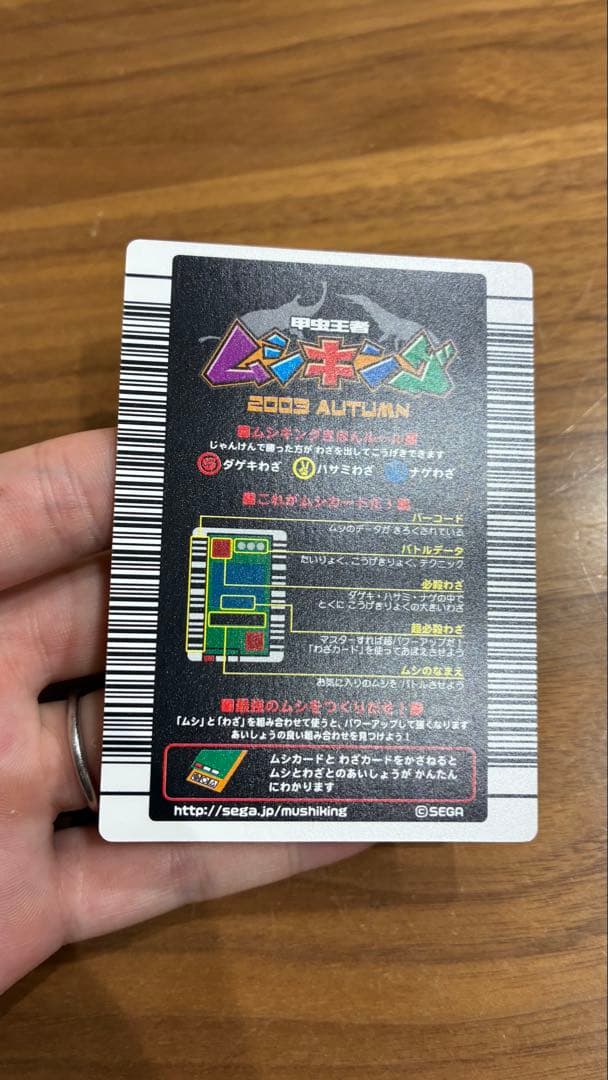 甲虫王者
ムシキング
2003 AUTUMN
ムシキングきほんルール
じゃんけんで勝った方が わざを出してこうげきできます
ダゲキわざ ハサミわざ ナゲわざ
これがムシカードだ!
バーコード
ムシのデータが きろくされている
バトルデータ
たいりょく、こうげきりょく、テクニック
必殺わざ
ダゲキ・ハサミ・ナゲの中で
とくに こうげきりょくの大きいわざ
超必殺わざ
マスターすれば超パワーアップだ!
「わざカード」を使っておぼえさせよう
ムシのなまえ
お気に入りのムシを バトルさせよう
最強のムシをつくりだせ!
「ムシ」と「わざ」を組み合わせて使うと、パワーアップして強くなります
あいしょうの良い組み合わせを見つけよう!
ムシカードと わざカードをかさねると
ムシとわざとのあいしょうが かんたん
にわかります
http://sega.jp/mushiking ©SEGA